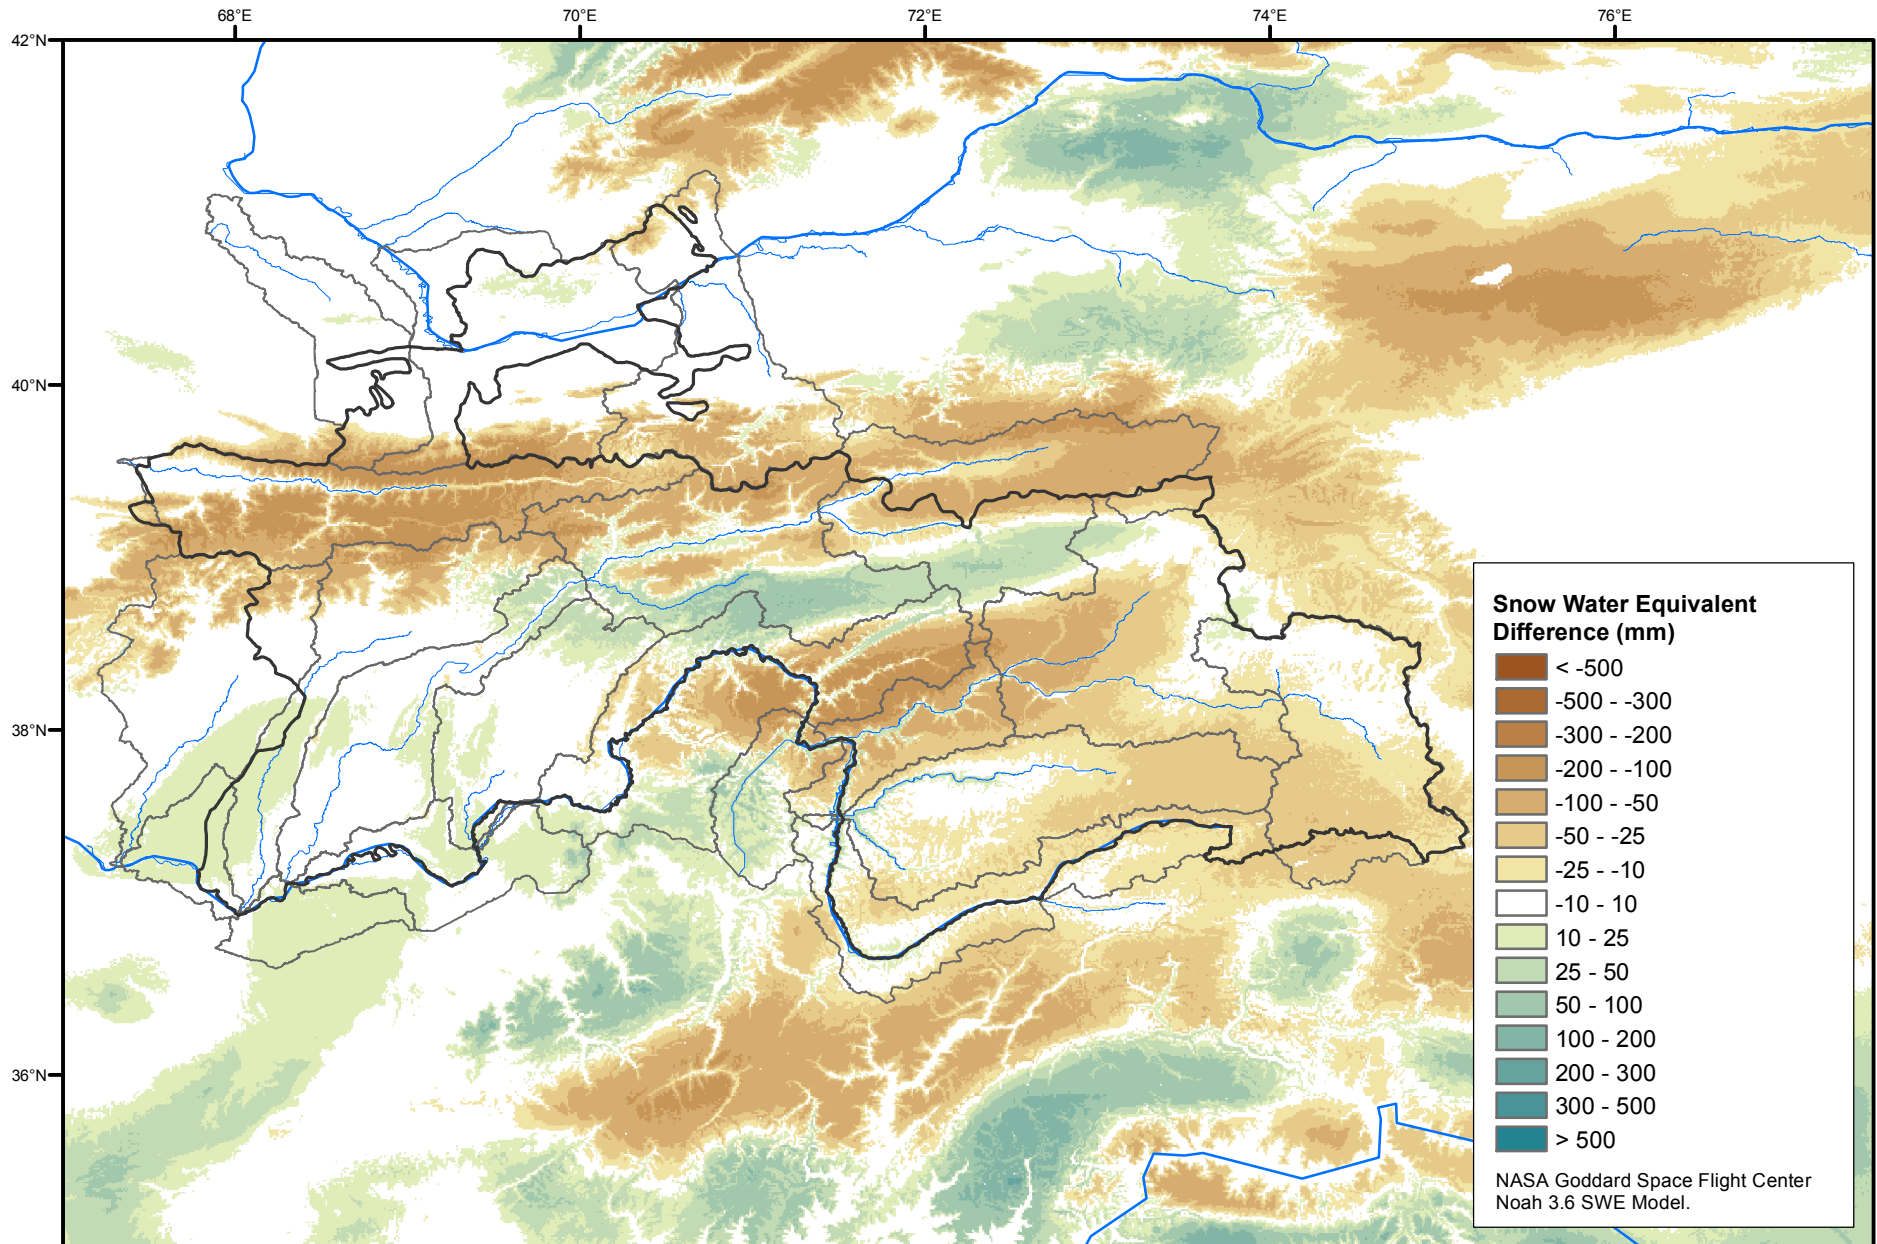 68°E 70°E 72°E 74°E 76°E
42°N
40°N
38°N
36°N
Snow Water Equivalent
Difference (mm)
< -500
-500 - -300
-300 - -200
-200 - -100
-100 - -50
-50 - -25
-25 - -10
-10 - 10
10 - 25
25 - 50
50 - 100
100 - 200
200 - 300
300 - 500
> 500
NASA Goddard Space Flight Center
Noah 3.6 SWE Model.